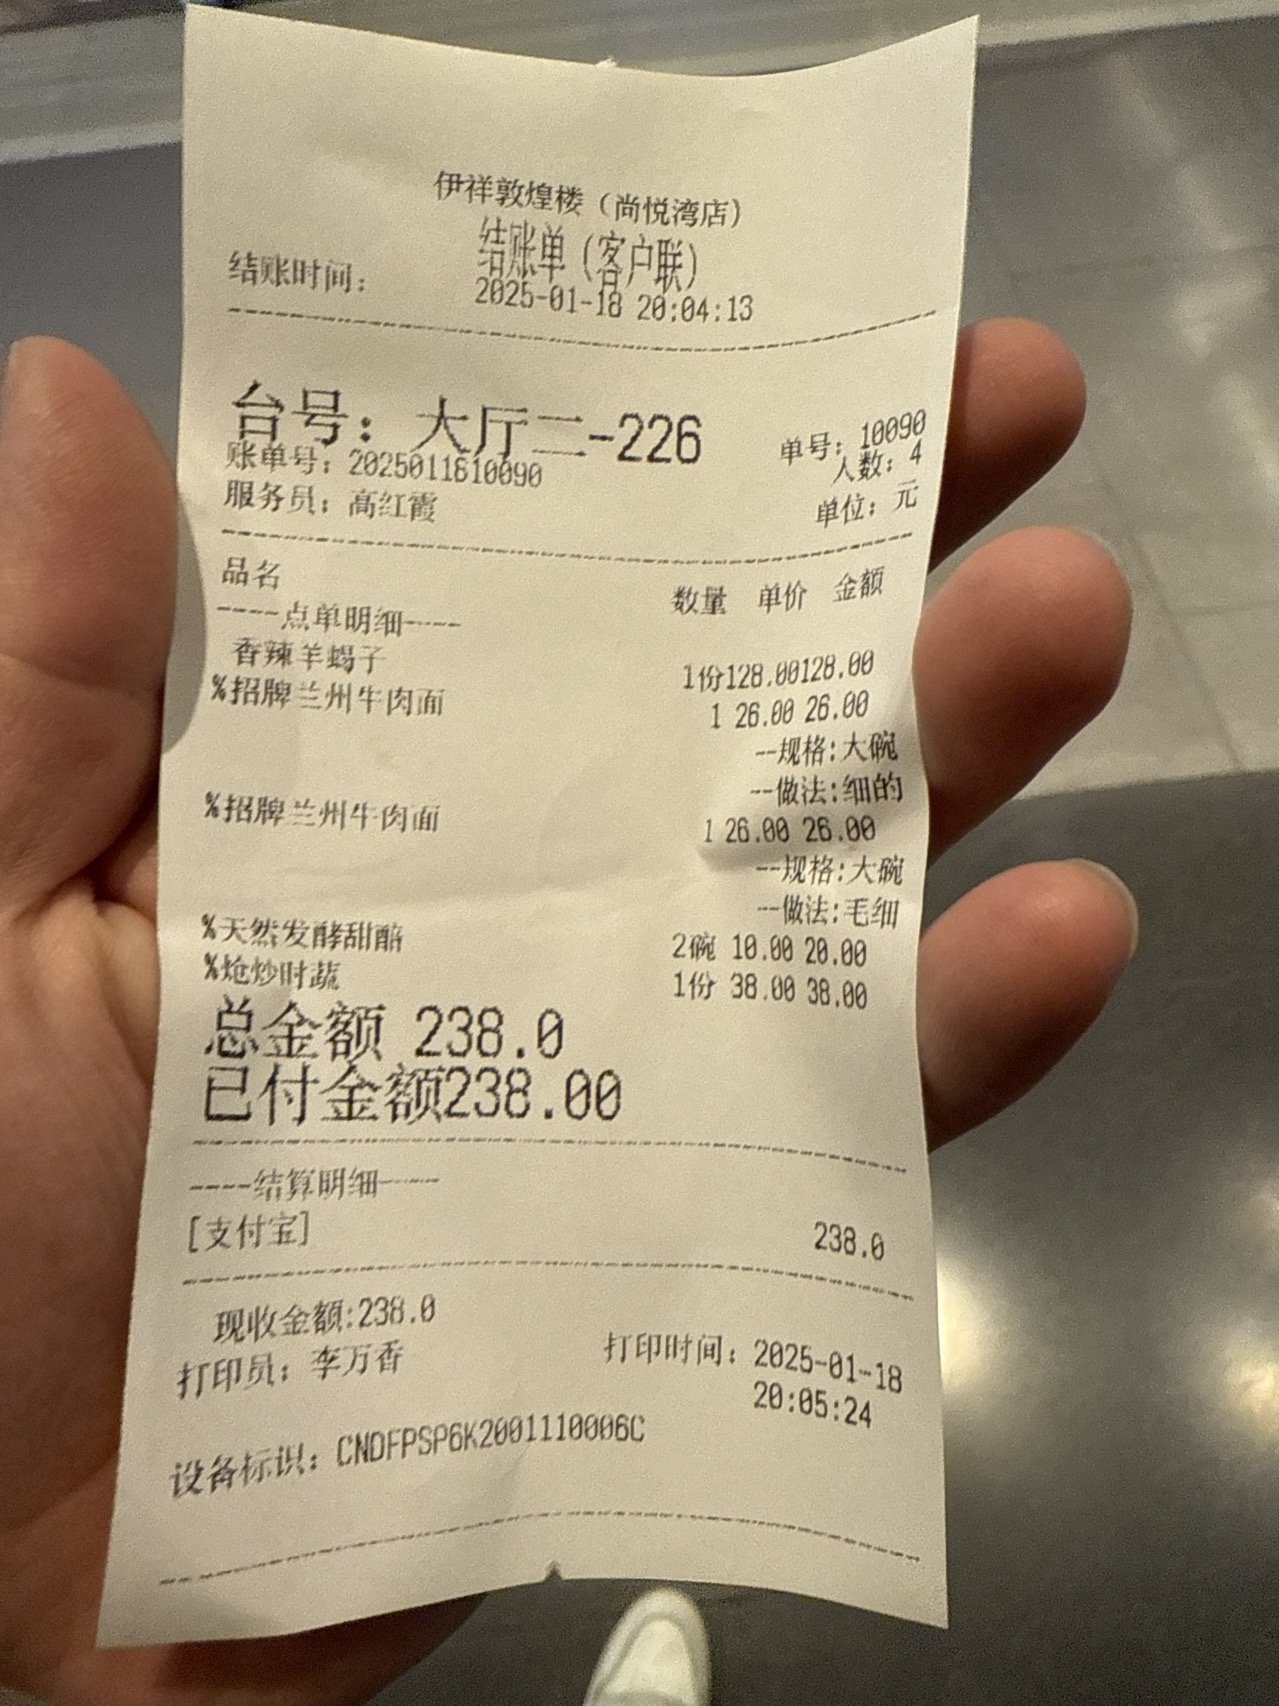 伊祥敦煌楼（尚悦湾店）
结账单（客户联）
结账时间： 2025-01-18 20:04:13
台号：大厅二-226 单号：10090
账单号：2025011810090 人数：4
服务员：高红霞 单位：元
品名 数量 单价 金额
----点单明细----
香辣羊蝎子 1份128.00128.00
%招牌兰州牛肉面 1 26.00 26.00
--规格:大碗
--做法:细的
%招牌兰州牛肉面 1 26.00 26.00
--规格:大碗
--做法:毛细
%天然发酵甜醅 2碗 10.00 20.00
%炝炒时蔬 1份 38.00 38.00
总金额 238.0
已付金额238.00
----结算明细----
[支付宝] 238.0
现收金额:238.0
打印员：李万香 打印时间：2025-01-18
20:05:24
设备标识：CNDFPSP6K2001110006C